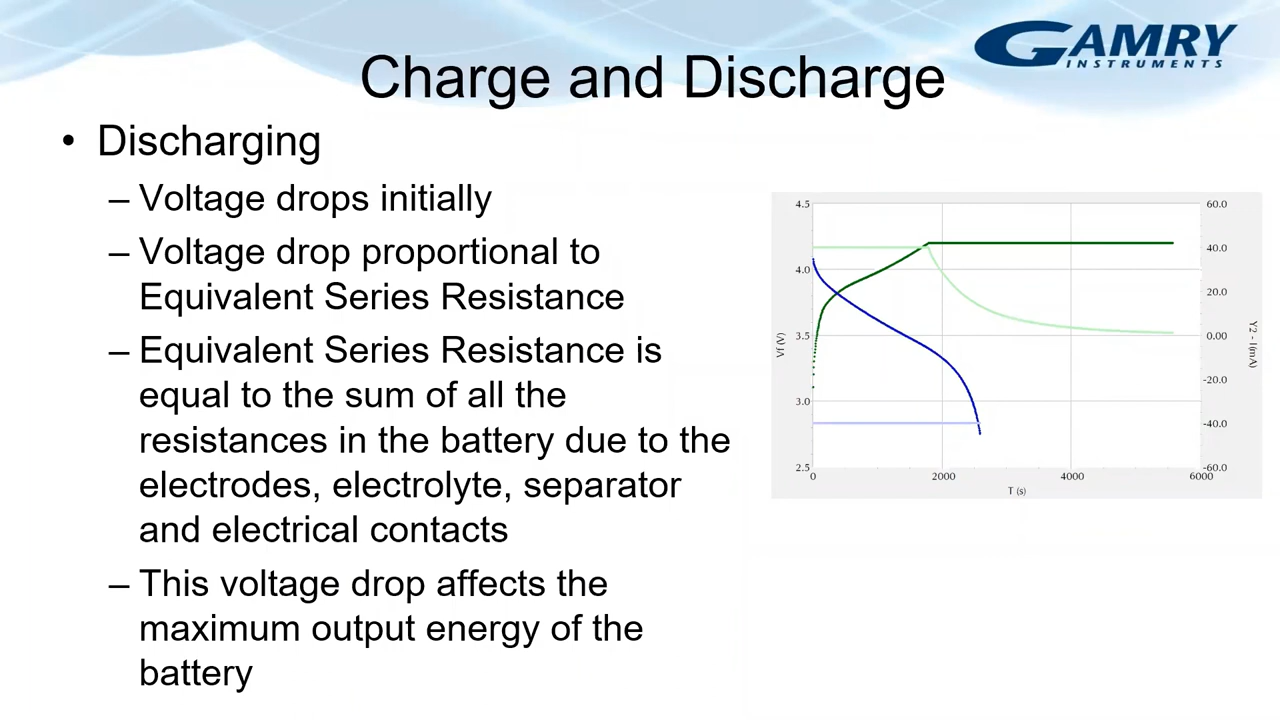 GAMRY
INSTRUMENTS
Charge and Discharge
• Discharging
– Voltage drops initially
– Voltage drop proportional to
Equivalent Series Resistance
– Equivalent Series Resistance is
equal to the sum of all the
resistances in the battery due to the
electrodes, electrolyte, separator
and electrical contacts
– This voltage drop affects the
maximum output energy of the
battery
4.5
4.0
3.5
3.0
2.5
Vf (V)
0
2000
4000
6000
T (s)
60.0
40.0
20.0
0.00
-20.0
-40.0
-60.0
Y2 - I(mA)